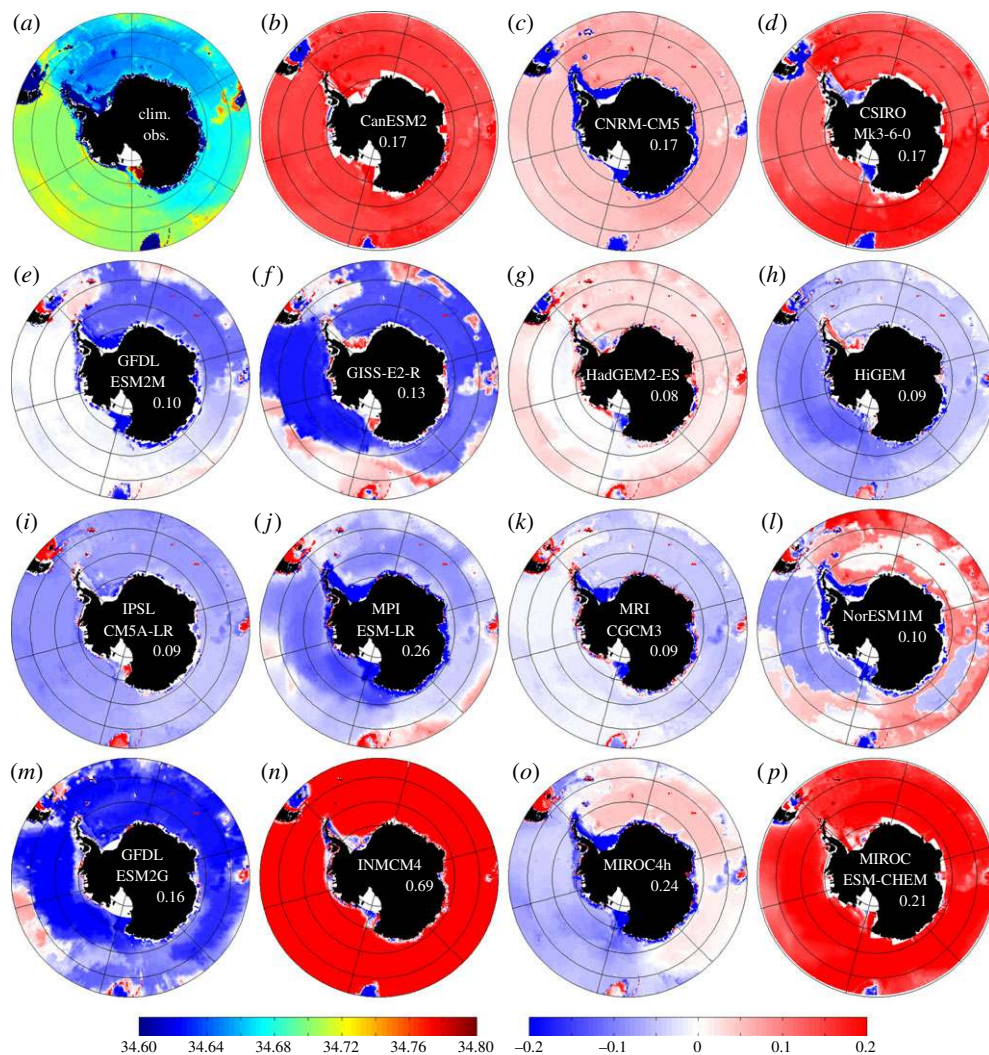 (a) (b) (c) (d)
clim.
obs.
CanESM2
0.17
CNRM-CM5
0.17
CSIRO
Mk3-6-0
0.17
(e) (f) (g) (h)
GFDL
ESM2M
0.10
GISS-E2-R
0.13
HadGEM2-ES
0.08
HiGEM
0.09
(i) (j) (k) (l)
IPSL
CM5A-LR
0.09
MPI
ESM-LR
0.26
MRI
CGCM3
0.09
NorESM1M
0.10
(m) (n) (o) (p)
GFDL
ESM2G
0.16
INMCM4
0.69
MIROC4h
0.24
MIROC
ESM-CHEM
0.21
34.60 34.64 34.68 34.72 34.76 34.80
–0.2 –0.1 0 0.1 0.2